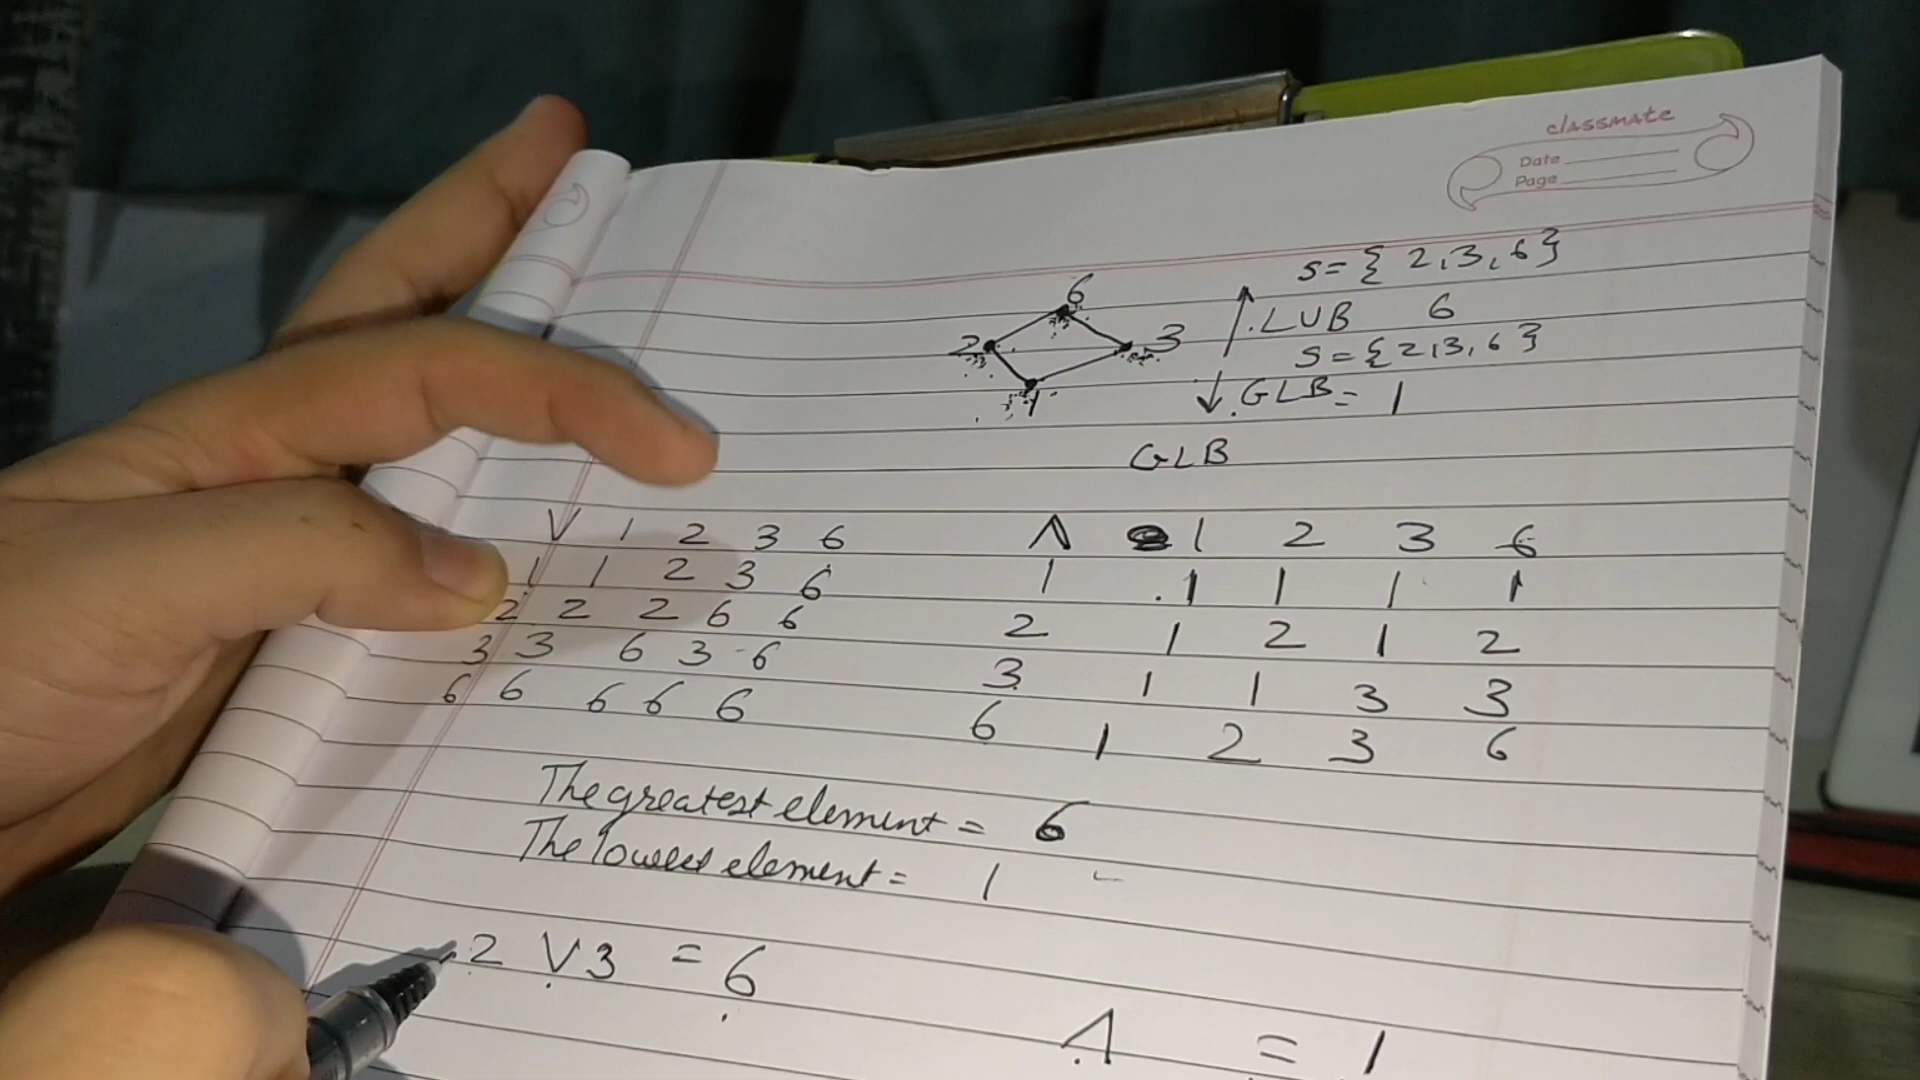 classmate
Date
Page
S = { 2, 3, 6 }
6
2 3
1
LUB 6
S = { 2, 3, 6 }
GLB = 1
GLB
V 1 2 3 6
1 1 2 3 6
2 2 2 6 6
3 3 6 3 6
6 6 6 6 6
Λ 1 2 3 6
1 1 1 1 1
2 1 2 1 2
3 1 1 3 3
6 1 2 3 6
The greatest element = 6
The lowest element = 1
2 V 3 = 6
Λ = 1